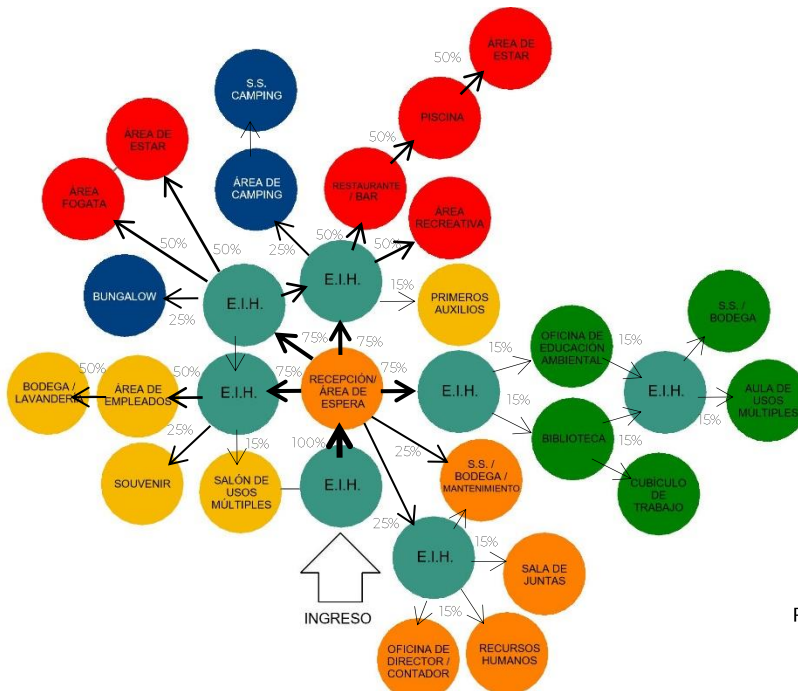 ÁREA DE
ESTAR
50%
S.S.
CAMPING
PISCINA
50%
ÁREA DE
ESTAR
ÁREA
FOGATA
ÁREA DE
CAMPING
RESTAURANTE
/ BAR
ÁREA
RECREATIVA
50%
50%
25%
50%
50%
BUNGALOW
25%
E.I.H.
E.I.H.
15%
PRIMEROS
AUXILIOS
S.S. /
BODEGA
OFICINA DE
EDUCACIÓN
AMBIENTAL
15%
75%
75%
15%
BODEGA /
LAVANDERÍA
50%
ÁREA DE
EMPLEADOS
50%
E.I.H.
75%
RECEPCIÓN/
ÁREA DE
ESPERA
75%
E.I.H.
E.I.H.
AULA DE
USOS
MÚLTIPLES
15%
15%
25%
15%
100%
25%
BIBLIOTECA
15%
SOUVENIR
SALÓN DE
USOS
MÚLTIPLES
E.I.H.
S.S. /
BODEGA /
MANTENIMIENTO
CUBICULO
DE
TRABAJO
25%
E.I.H.
15%
SALA DE
JUNTAS
INGRESO
15%
OFICINA DE
DIRECTOR /
CONTADOR
RECURSOS
HUMANOS